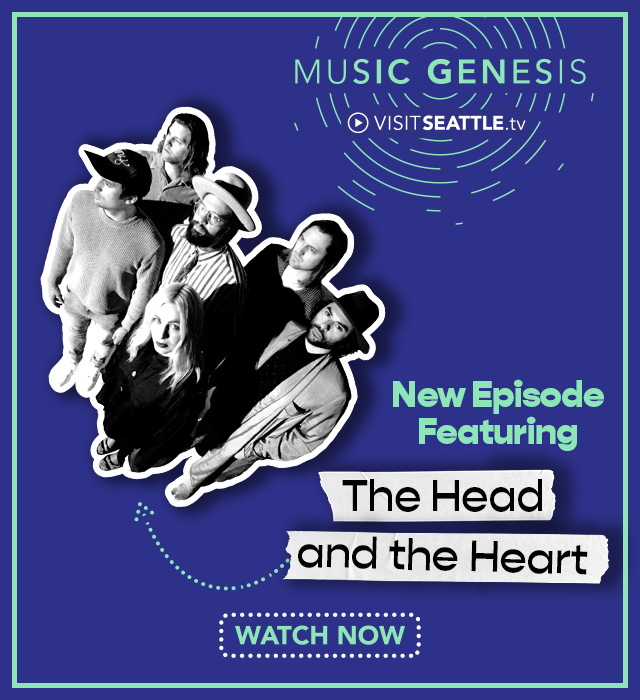 MUSIC GENESIS
VISITSEATTLE.tv
New Episode
Featuring
The Head
and the Heart
WATCH NOW